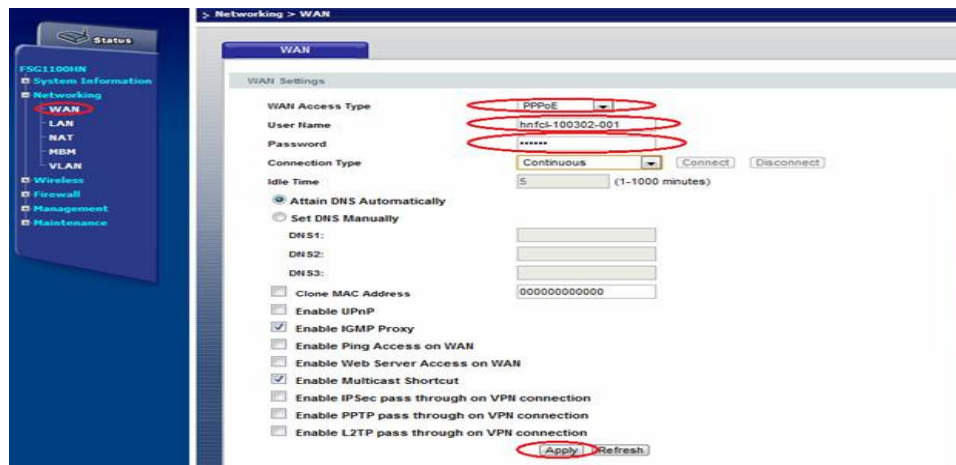 > Networking > WAN
Status
FSG1100HN
System Information
Networking
WAN
LAN
NAT
MBM
VLAN
Wireless
Firewall
Management
Maintenance
WAN
WAN Settings
WAN Access Type PPPoE
User Name hnfcl-100302-001
Password ••••••
Connection Type Continuous Connect Disconnect
Idle Time 5 (1-1000 minutes)
Attain DNS Automatically
Set DNS Manually
DNS1:
DNS2:
DNS3:
Clone MAC Address 000000000000
Enable UPnP
Enable IGMP Proxy
Enable Ping Access on WAN
Enable Web Server Access on WAN
Enable Multicast Shortcut
Enable IPSec pass through on VPN connection
Enable PPTP pass through on VPN connection
Enable L2TP pass through on VPN connection
Apply Refresh